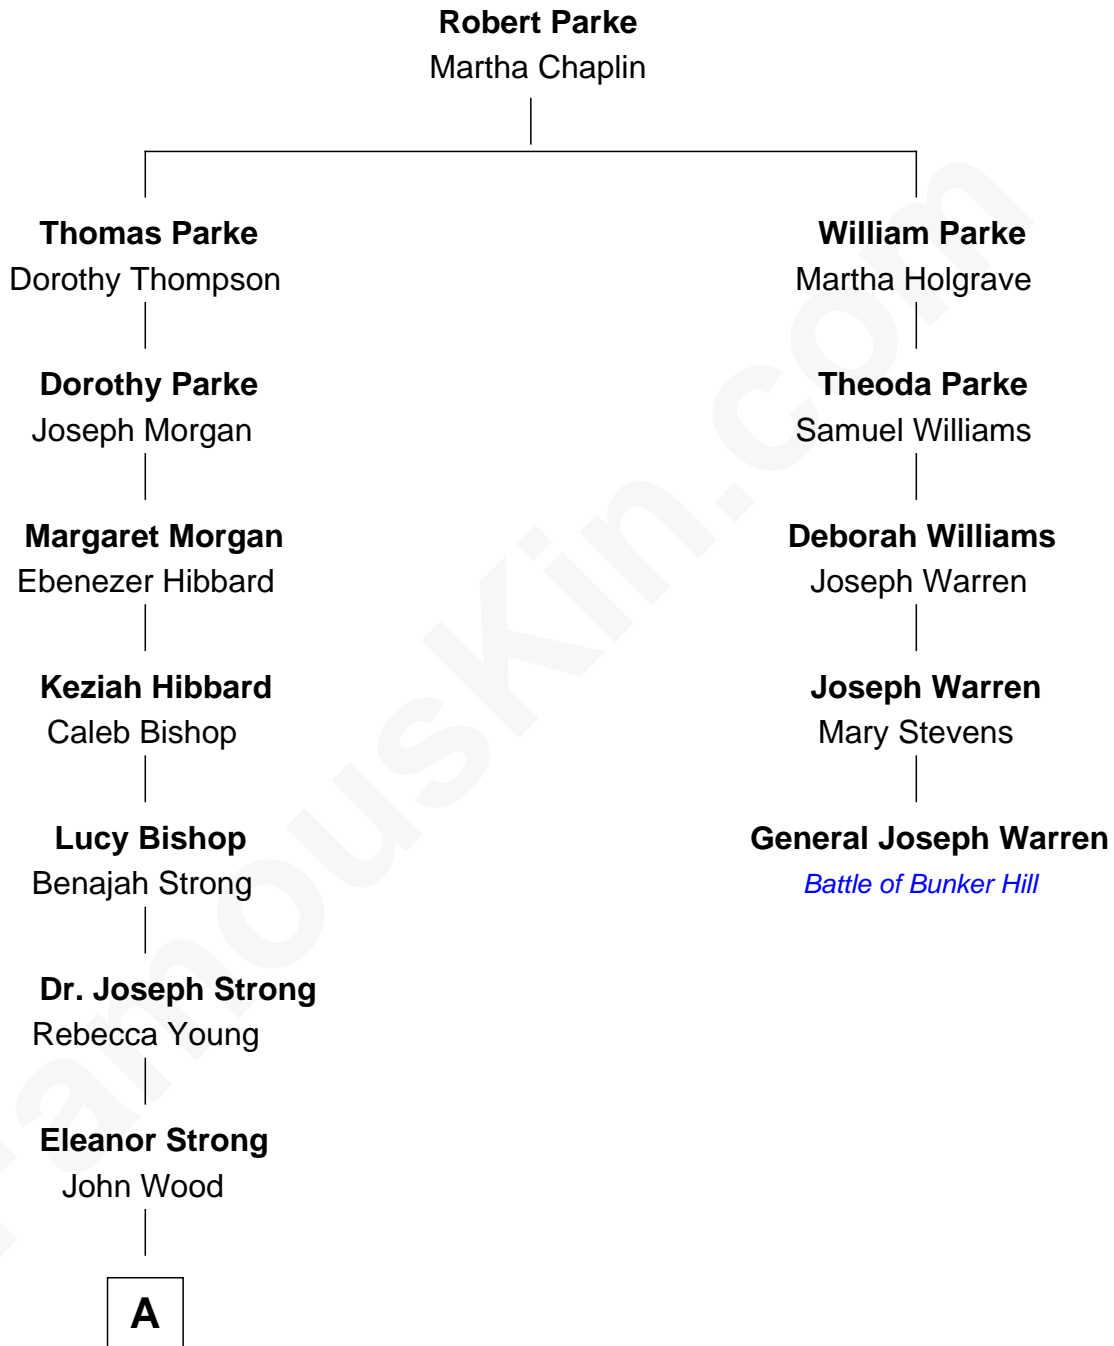 Robert Parke
Martha Chaplin
Thomas Parke
Dorothy Thompson
William Parke
Martha Holgrave
Dorothy Parke
Joseph Morgan
Theoda Parke
Samuel Williams
Margaret Morgan
Ebenezer Hibbard
Deborah Williams
Joseph Warren
Keziah Hibbard
Caleb Bishop
Joseph Warren
Mary Stevens
Lucy Bishop
Benajah Strong
General Joseph Warren
Battle of Bunker Hill
Dr. Joseph Strong
Rebecca Young
Eleanor Strong
John Wood
A
FamousKin.com